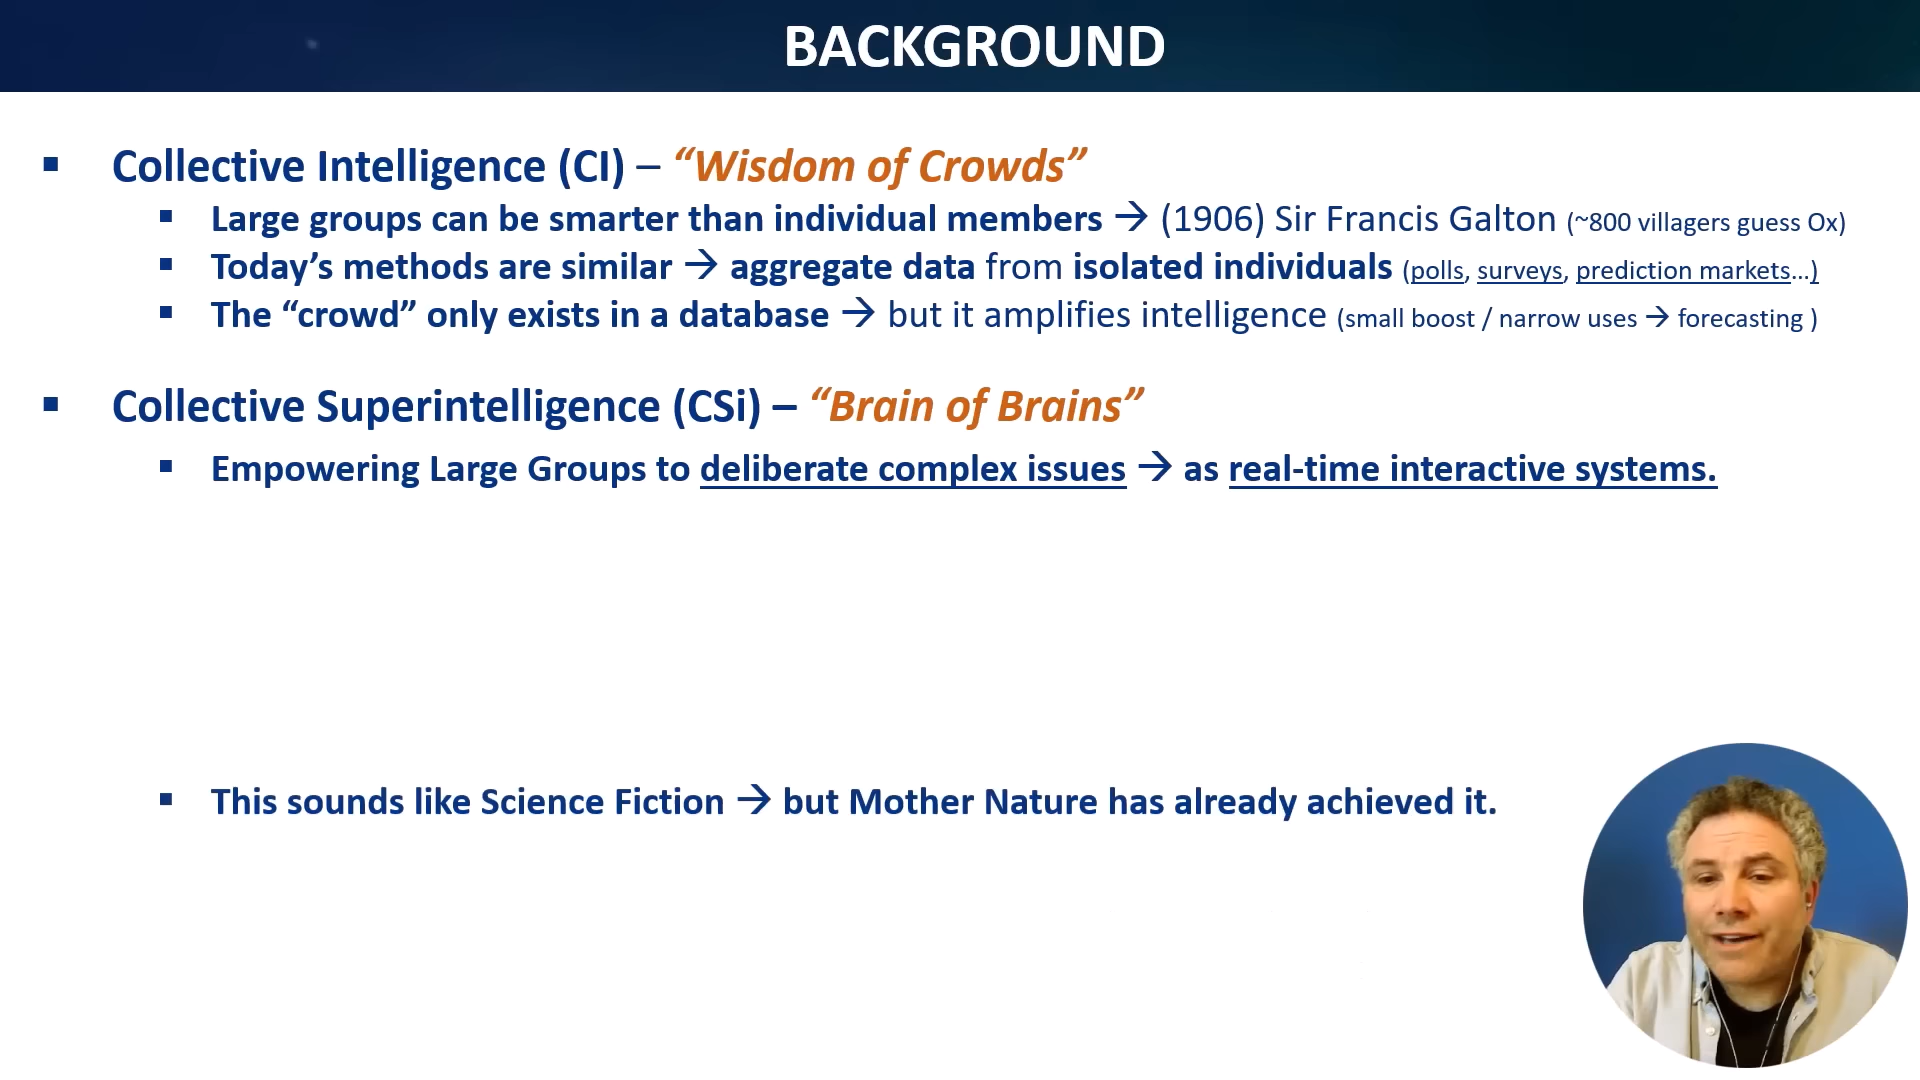 BACKGROUND
▪ Collective Intelligence (CI) – “Wisdom of Crowds”
▪ Large groups can be smarter than individual members → (1906) Sir Francis Galton (~800 villagers guess Ox)
▪ Today’s methods are similar → aggregate data from isolated individuals (polls, surveys, prediction markets…)
▪ The “crowd” only exists in a database → but it amplifies intelligence (small boost / narrow uses → forecasting )
▪ Collective Superintelligence (CSi) – “Brain of Brains”
▪ Empowering Large Groups to deliberate complex issues → as real-time interactive systems.
▪ This sounds like Science Fiction → but Mother Nature has already achieved it.